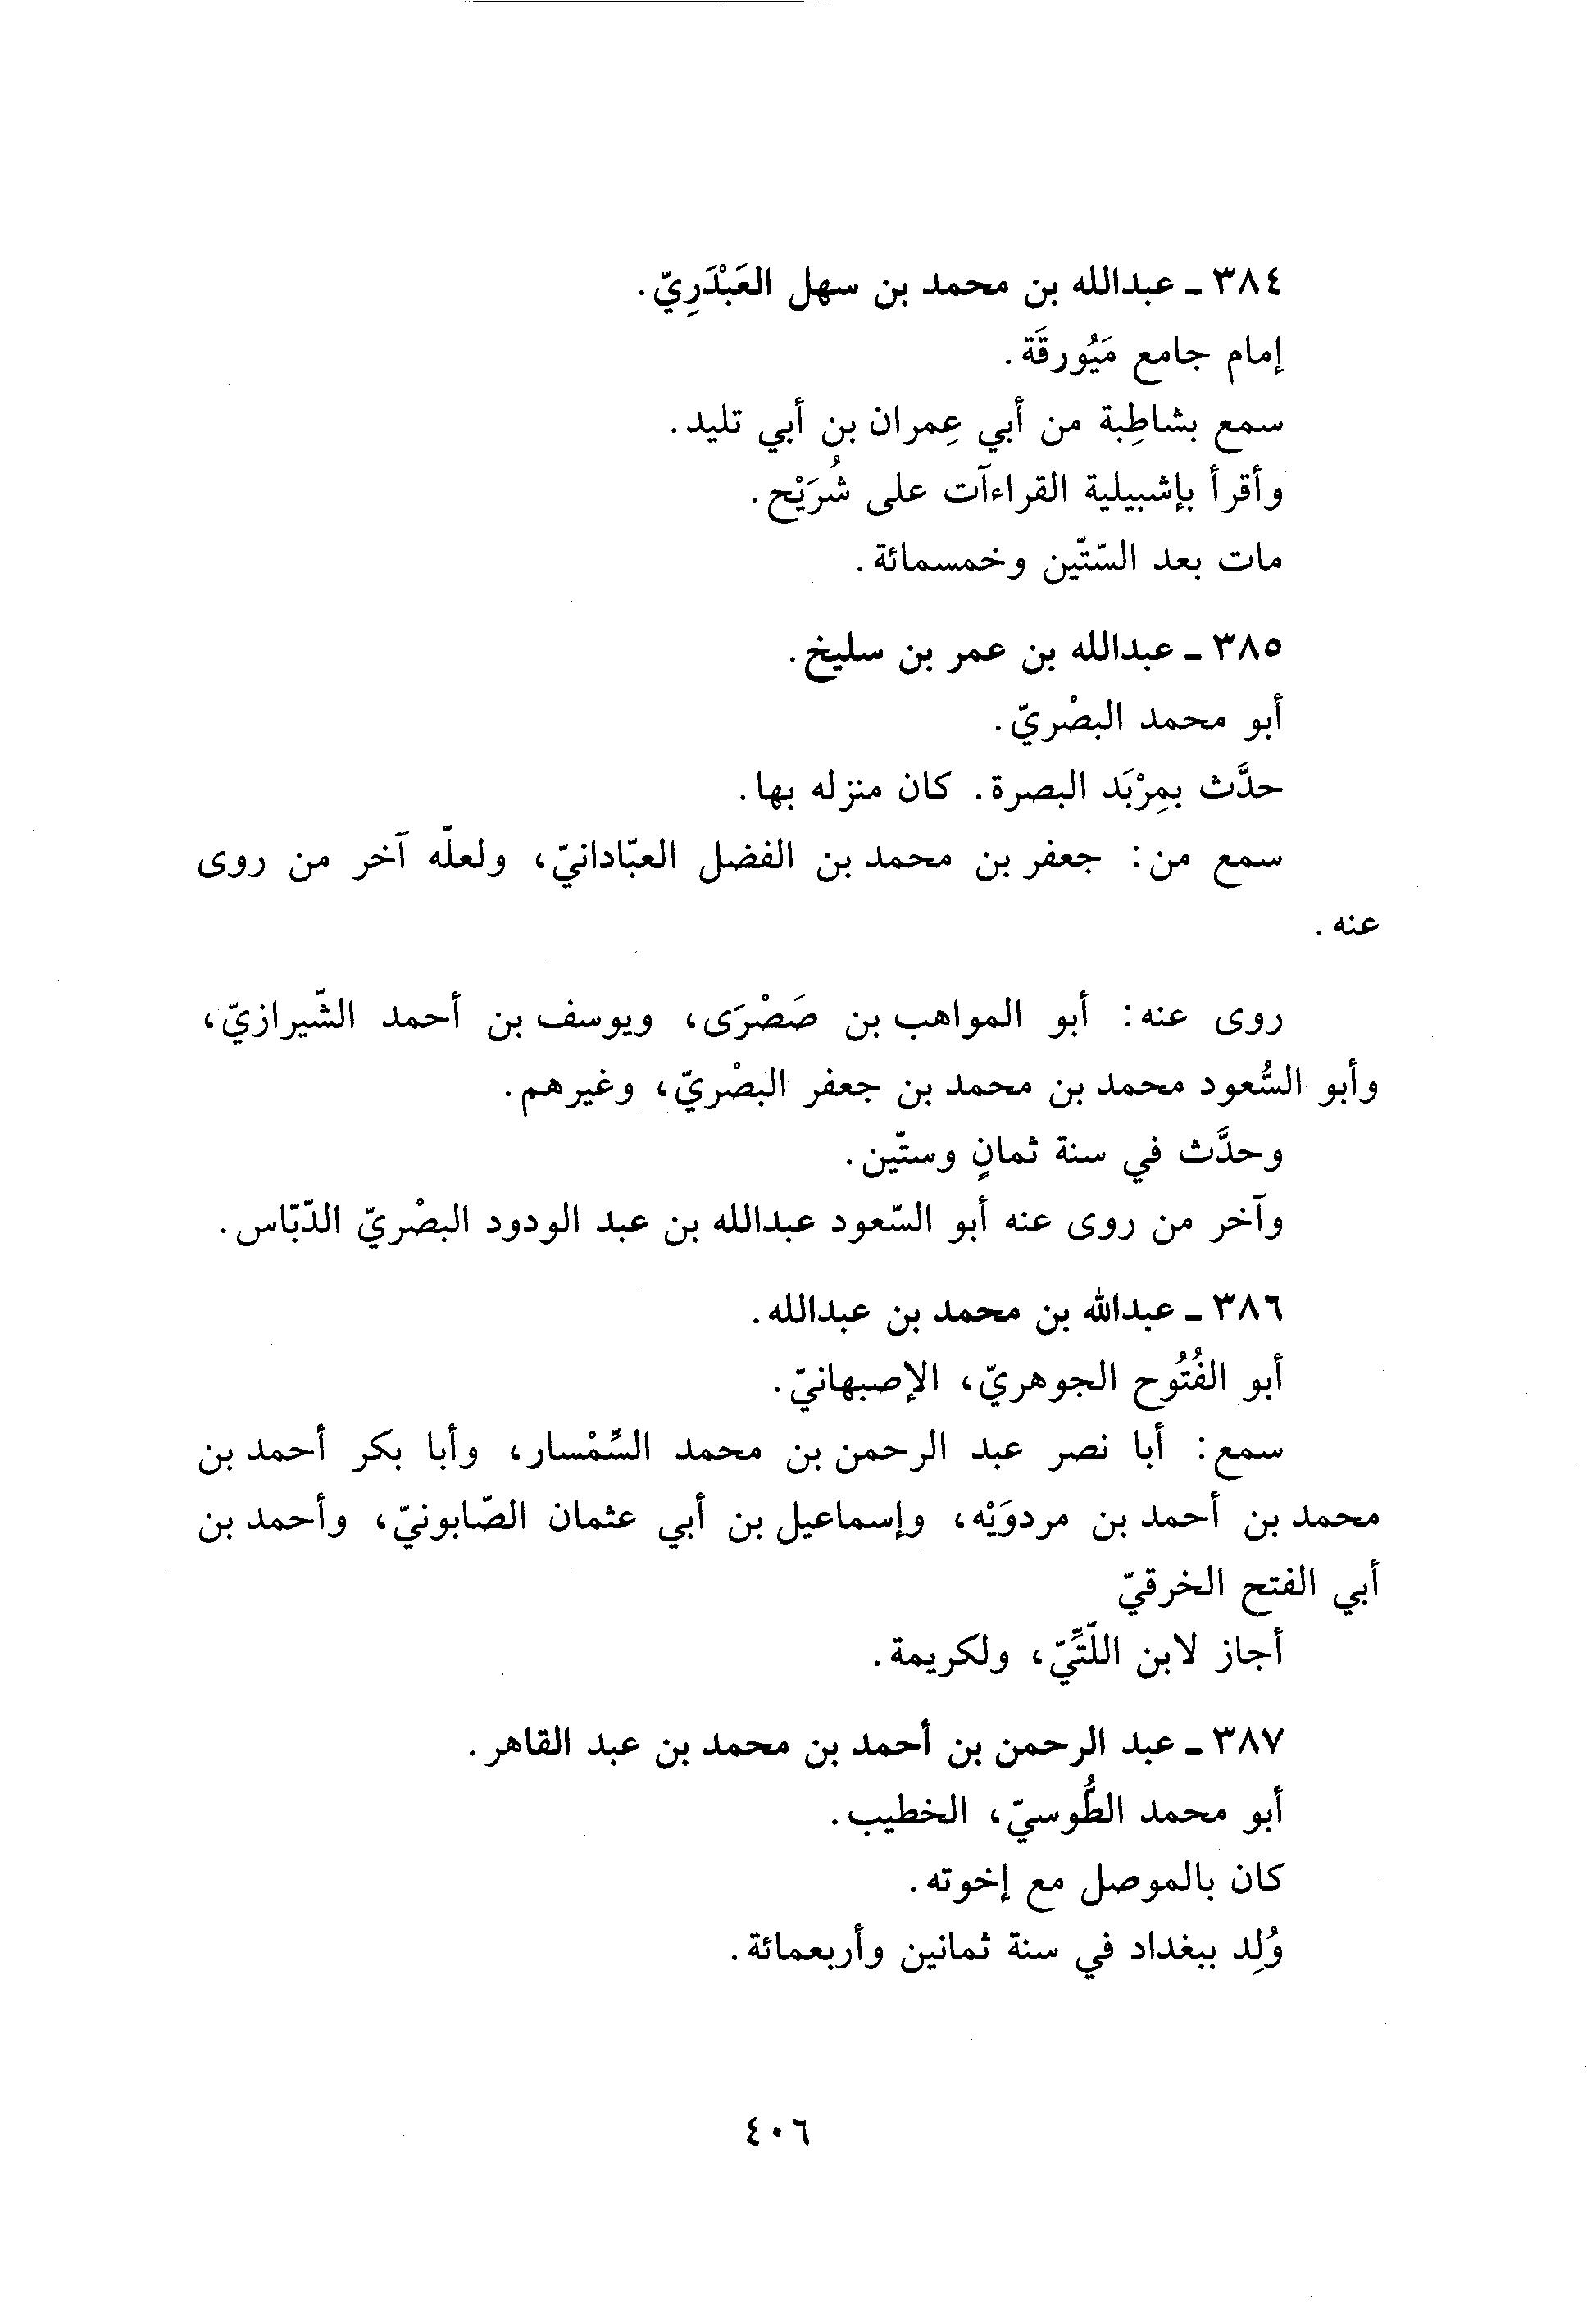 ٣٨٤ ـ عبدالله بن محمد بن سهل العَبْدَرِيّ.
إمام جامع مَيُورقَة.
سمع بشاطِبة من أبي عِمران بن أبي تليد.
وأقرأ بإشبيلية القراءآت على شُرَيْح.
مات بعد السّتّين وخمسمائة.
٣٨٥ ـ عبدالله بن عمر بن سليخ.
أبو محمد البصْريّ.
حدَّث بمِرْبَد البصرة. كان منزله بها.
سمع من: جعفر بن محمد بن الفضل العبّادانيّ، ولعلّه آخر من روى
عنه.
روى عنه: أبو المواهب بن صَصْرَى، ويوسف بن أحمد الشّيرازيّ،
وأبو السُّعود محمد بن محمد بن جعفر البصْريّ، وغيرهم.
وحدَّث في سنة ثمانٍ وستّين.
وآخر من روى عنه أبو السّعود عبدالله بن عبد الودود البصْريّ الدّبّاس.
٣٨٦ ـ عبدالله بن محمد بن عبدالله.
أبو الفُتُوح الجوهريّ، الإصبهانيّ.
سمع: أبا نصر عبد الرحمن بن محمد السِّمْسار، وأبا بكر أحمد بن
محمد بن أحمد بن مردوَيْه، وإسماعيل بن أبي عثمان الصّابونيّ، وأحمد بن
أبي الفتح الخرقيّ
أجاز لابن اللّتِّيّ، ولكريمة.
٣٨٧ ـ عبد الرحمن بن أحمد بن محمد بن عبد القاهر.
أبو محمد الطُّوسيّ، الخطيب.
كان بالموصل مع إخوته.
وُلِد ببغداد في سنة ثمانين وأربعمائة.
٤٠٦